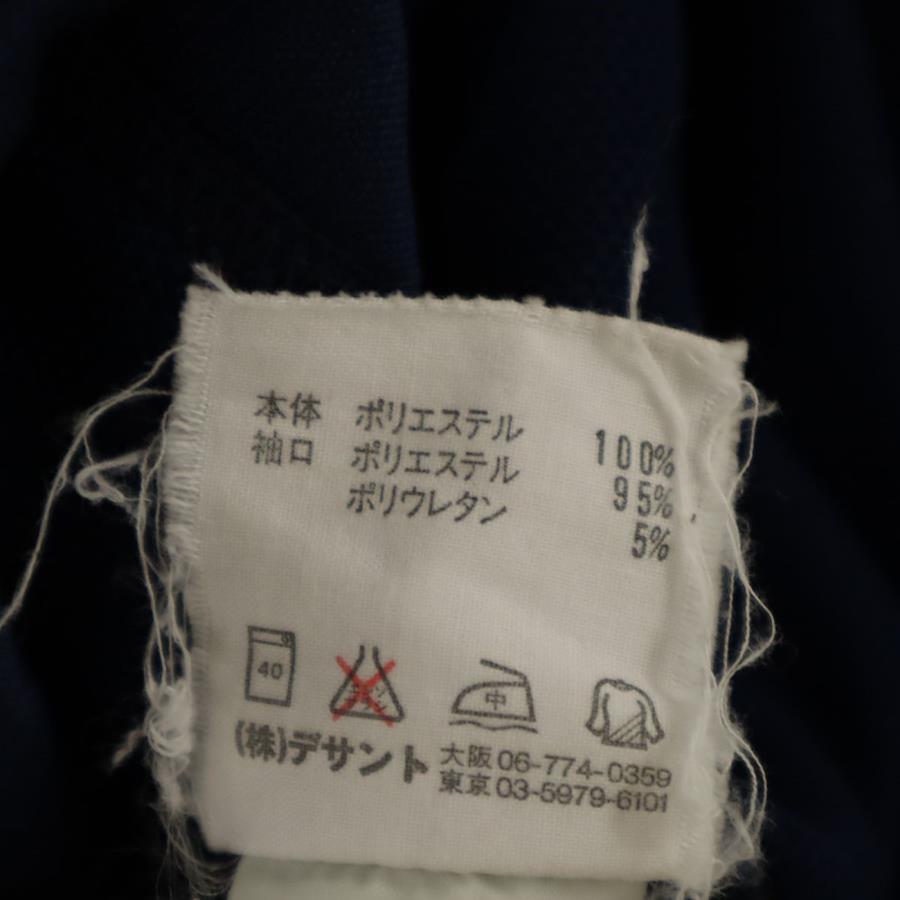 本体 ポリエステル 100%
袖口 ポリエステル 95%
ポリウレタン 5%
40
中
(株)デサント 大阪 06-774-0359
東京 03-5979-6101